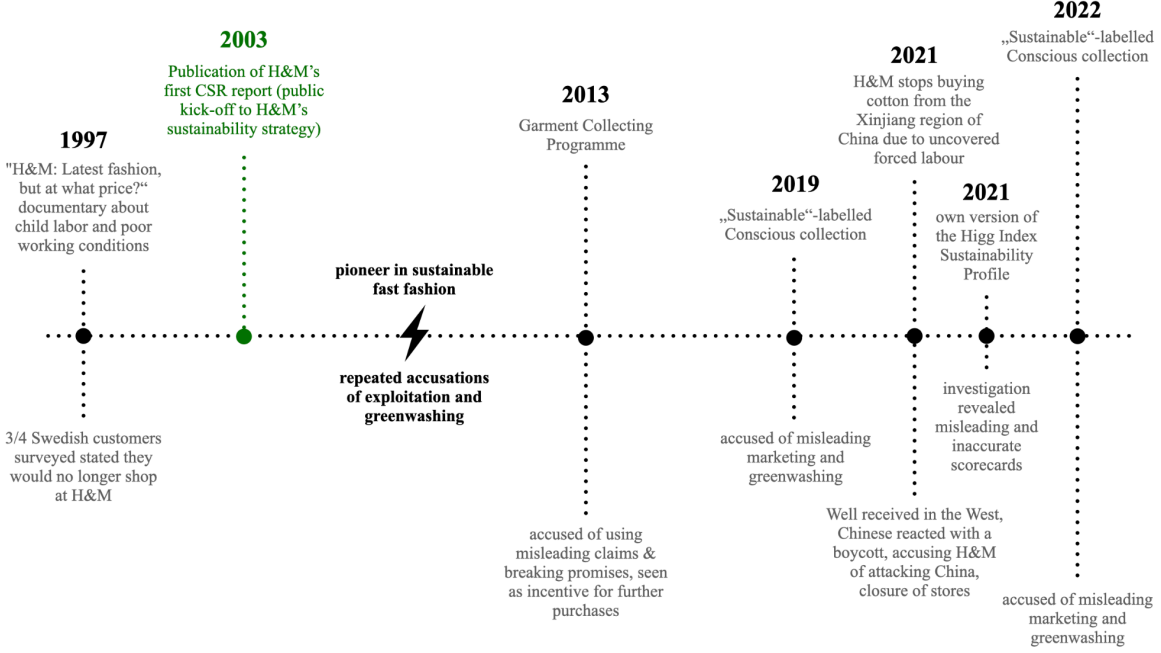 1997
"H&M: Latest fashion,
but at what price?“
documentary about
child labor and poor
working conditions
3/4 Swedish customers
surveyed stated they
would no longer shop
at H&M
2003
Publication of H&M’s
first CSR report (public
kick-off to H&M’s
sustainability strategy)
pioneer in sustainable
fast fashion
repeated accusations
of exploitation and
greenwashing
2013
Garment Collecting
Programme
accused of using
misleading claims &
breaking promises, seen
as incentive for further
purchases
2019
„Sustainable“-labelled
Conscious collection
accused of misleading
marketing and
greenwashing
2021
H&M stops buying
cotton from the
Xinjiang region of
China due to uncovered
forced labour
Well received in the West,
Chinese reacted with a
boycott, accusing H&M
of attacking China,
closure of stores
2021
own version of
the Higg Index
Sustainability
Profile
investigation
revealed
misleading and
inaccurate
scorecards
2022
„Sustainable“-labelled
Conscious collection
accused of misleading
marketing and
greenwashing